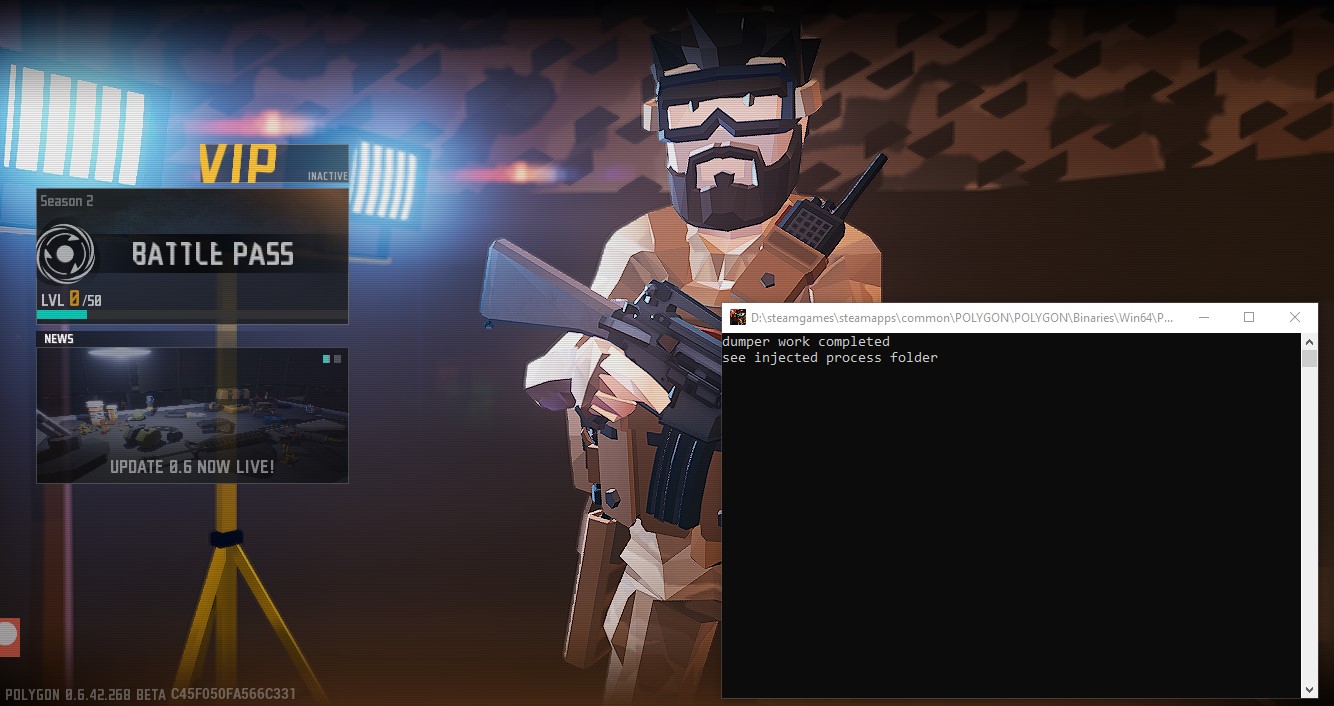 VIP
INACTIVE
Season 2
BATTLE PASS
LVL 0/50
NEWS
UPDATE 0.6 NOW LIVE!
D:\steamgames\steamapps\common\POLYGON\POLYGON\Binaries\Win64\P...
dumper work completed
see injected process folder
POLYGON 0.6.42.268 BETA C45F050FA566C331